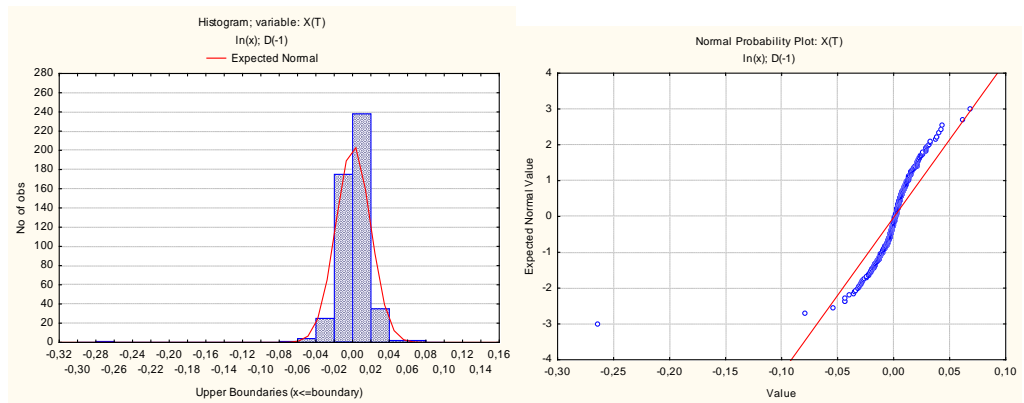 Histogram; variable: X(T)
ln(x); D(-1)
Expected Normal
280
260
240
220
200
180
160
140
120
100
80
60
40
20
0
No of obs
-0,32 -0,28 -0,24 -0,20 -0,16 -0,12 -0,08 -0,04 0,00 0,04 0,08 0,12 0,16
-0,30 -0,26 -0,22 -0,18 -0,14 -0,10 -0,06 -0,02 0,02 0,06 0,10 0,14
Upper Boundaries (x<=boundary)
Normal Probability Plot: X(T)
ln(x); D(-1)
4
3
2
1
0
-1
-2
-3
-4
Expected Normal Value
-0,30 -0,25 -0,20 -0,15 -0,10 -0,05 0,00 0,05 0,10
Value